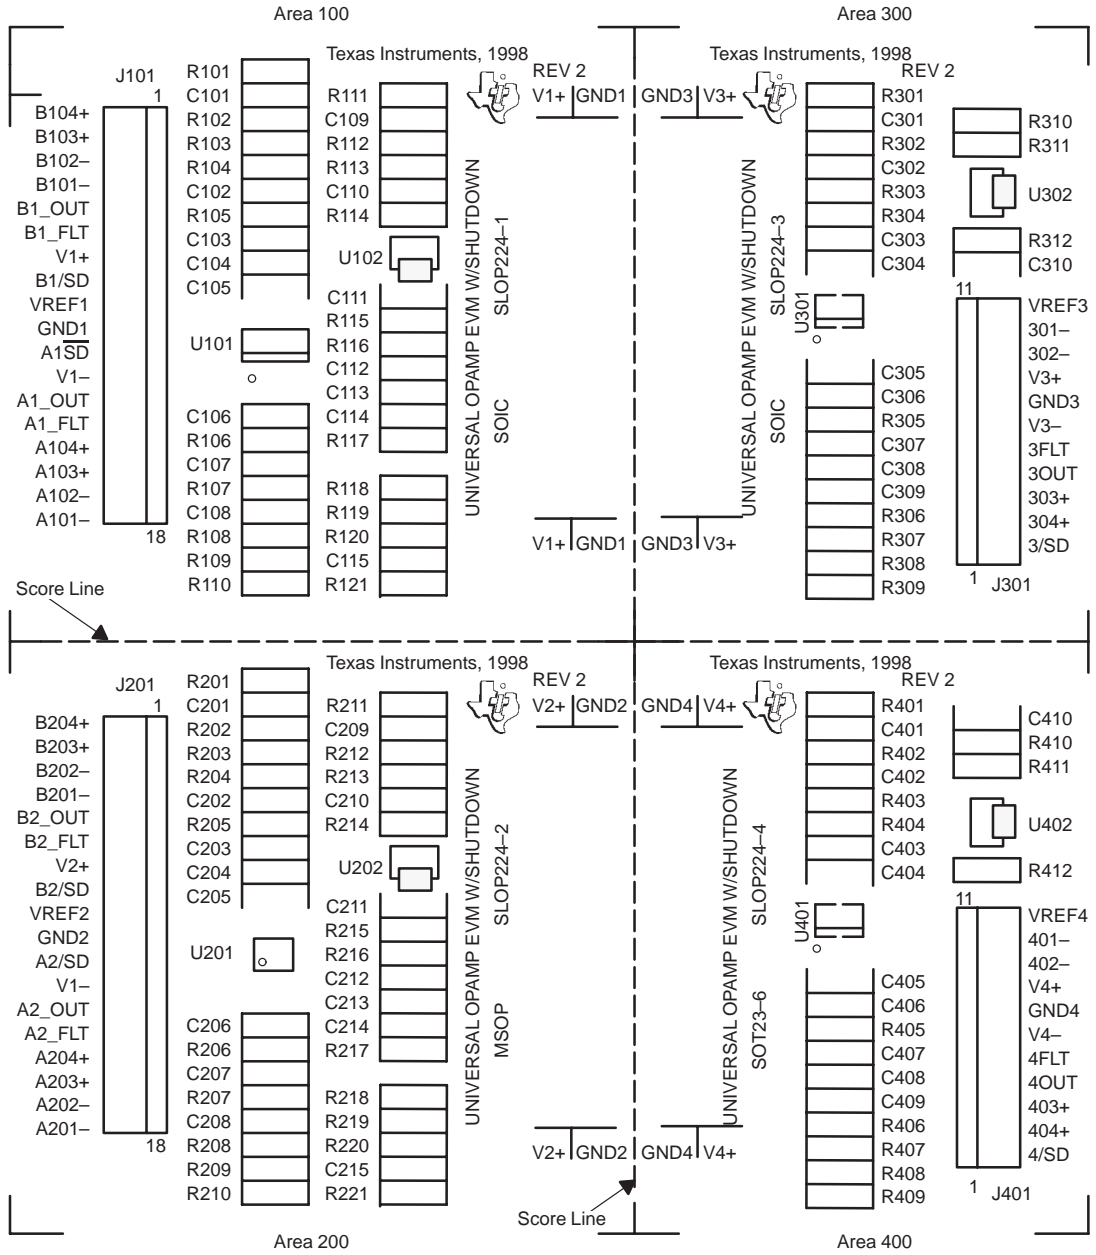 Area 100
Texas Instruments, 1998
REV 2
V1+ GND1
J101
1
B104+
B103+
B102–
B101–
B1_OUT
B1_FLT
V1+
B1/SD
VREF1
GND1
A1SD
V1–
A1_OUT
A1_FLT
A104+
A103+
A102–
A101–
18
R101
C101
R102
R103
R104
C102
R105
C103
C104
C105
U101
C106
R106
C107
R107
C108
R108
R109
R110
R111
C109
R112
R113
C110
R114
U102
C111
R115
R116
C112
C113
C114
R117
R118
R119
R120
C115
R121
UNIVERSAL OPAMP EVM W/SHUTDOWN
SOIC SLOP224–1
V1+ GND1
Score Line
Area 300
Texas Instruments, 1998
REV 2
GND3 V3+
R301
C301
R302
C302
R303
R304
C303
C304
U301
C305
C306
R305
C307
C308
C309
R306
R307
R308
R309
R310
R311
U302
R312
C310
11
VREF3
301–
302–
V3+
GND3
V3–
3FLT
3OUT
303+
304+
3/SD
1
J301
UNIVERSAL OPAMP EVM W/SHUTDOWN
SOIC SLOP224–3
GND3 V3+
Texas Instruments, 1998
REV 2
V2+ GND2
J201
1
B204+
B203+
B202–
B201–
B2_OUT
B2_FLT
V2+
B2/SD
VREF2
GND2
A2/SD
V1–
A2_OUT
A2_FLT
A204+
A203+
A202–
A201–
18
R201
C201
R202
R203
R204
C202
R205
C203
C204
C205
U201
C206
R206
C207
R207
C208
R208
R209
R210
R211
C209
R212
R213
C210
R214
U202
C211
R215
R216
C212
C213
C214
R217
R218
R219
R220
C215
R221
UNIVERSAL OPAMP EVM W/SHUTDOWN
MSOP SLOP224–2
V2+ GND2
Score Line
Area 200
Texas Instruments, 1998
REV 2
GND4 V4+
R401
C401
R402
C402
R403
R404
C403
C404
U401
C405
C406
R405
C407
C408
C409
R406
R407
R408
R409
C410
R410
R411
U402
R412
11
VREF4
401–
402–
V4+
GND4
V4–
4FLT
4OUT
403+
404+
4/SD
1
J401
UNIVERSAL OPAMP EVM W/SHUTDOWN
SOT23–6 SLOP224–4
GND4 V4+
Area 400